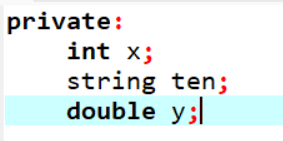 private:
    int x;
    string ten;
    double y;